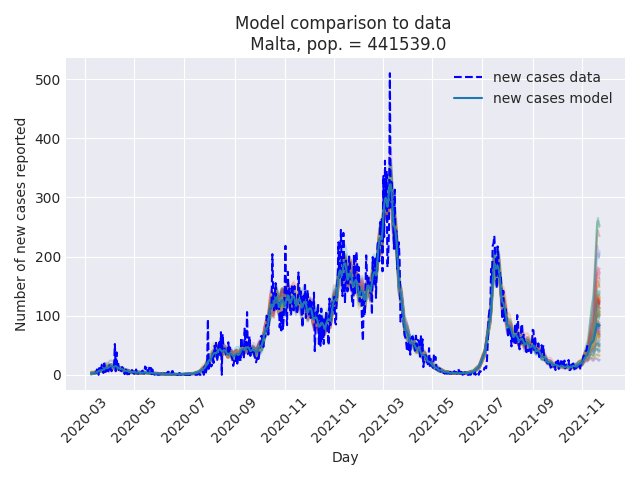 Model comparison to data
Malta, pop. = 441539.0
new cases data
new cases model
Number of new cases reported
500
400
300
200
100
0
2020-03
2020-05
2020-07
2020-09
2020-11
2021-01
2021-03
2021-05
2021-07
2021-09
2021-11
Day